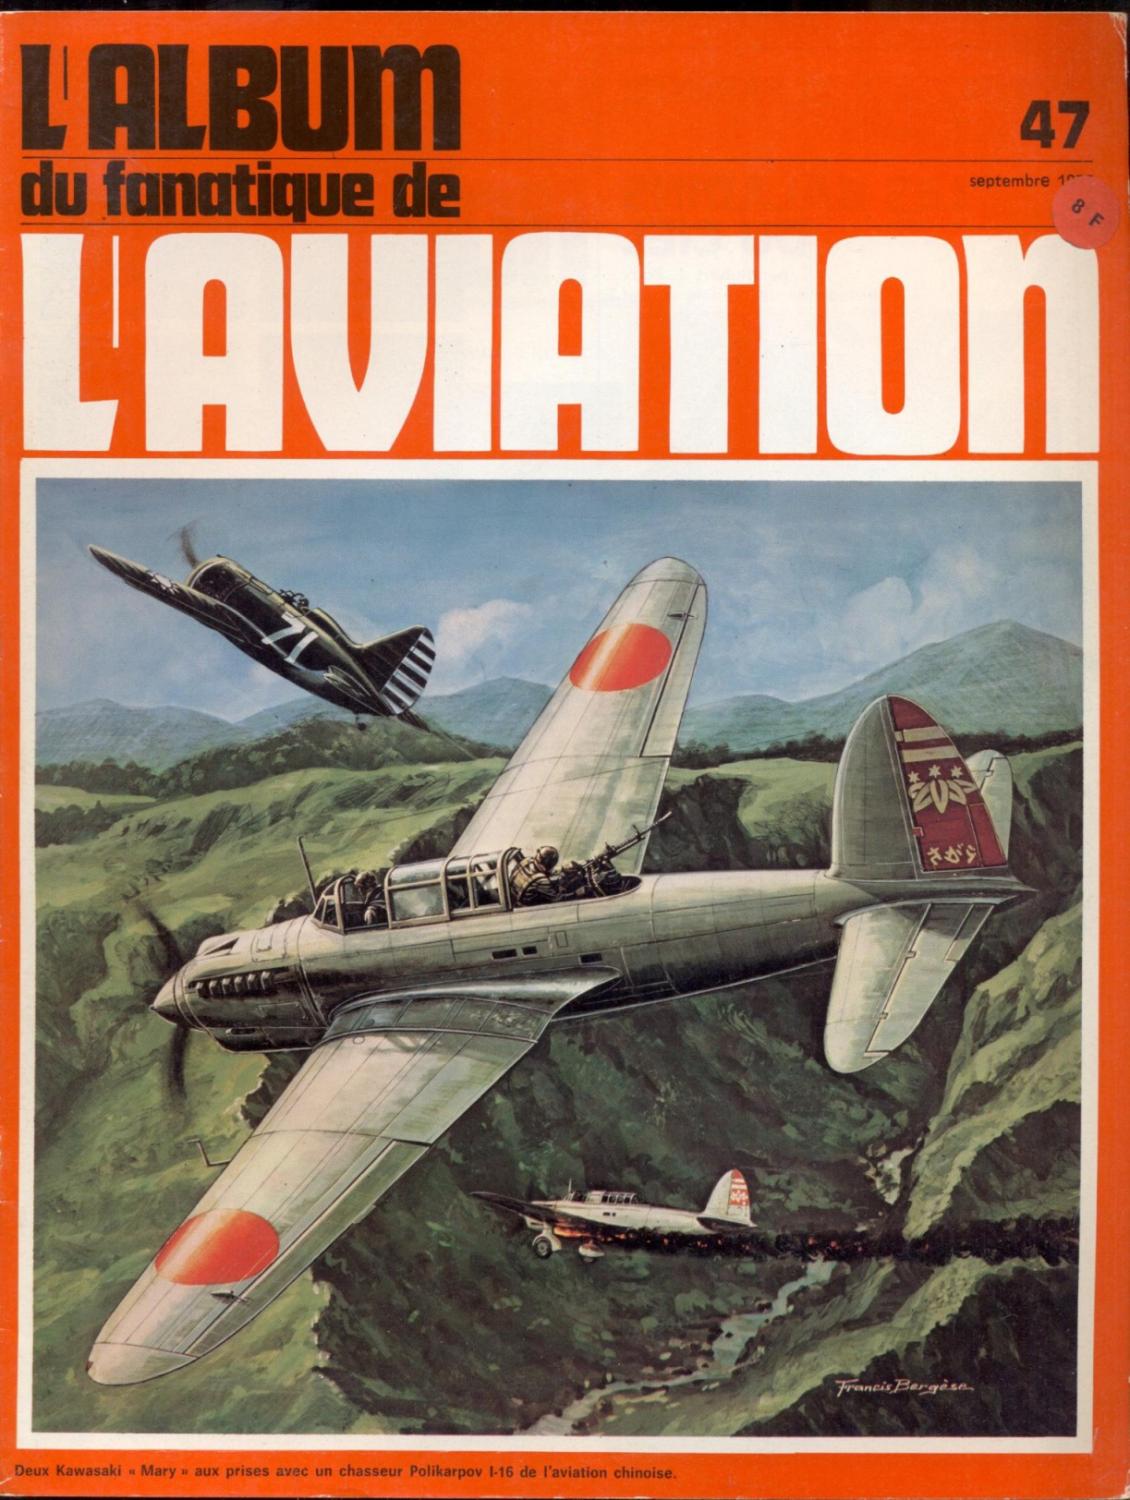 L'ALBUM
47
du fanatique de
septembre
8 F
L'AVIATION
71
Francis Bergèse
Deux Kawasaki « Mary » aux prises avec un chasseur Polikarpov I-16 de l'aviation chinoise.